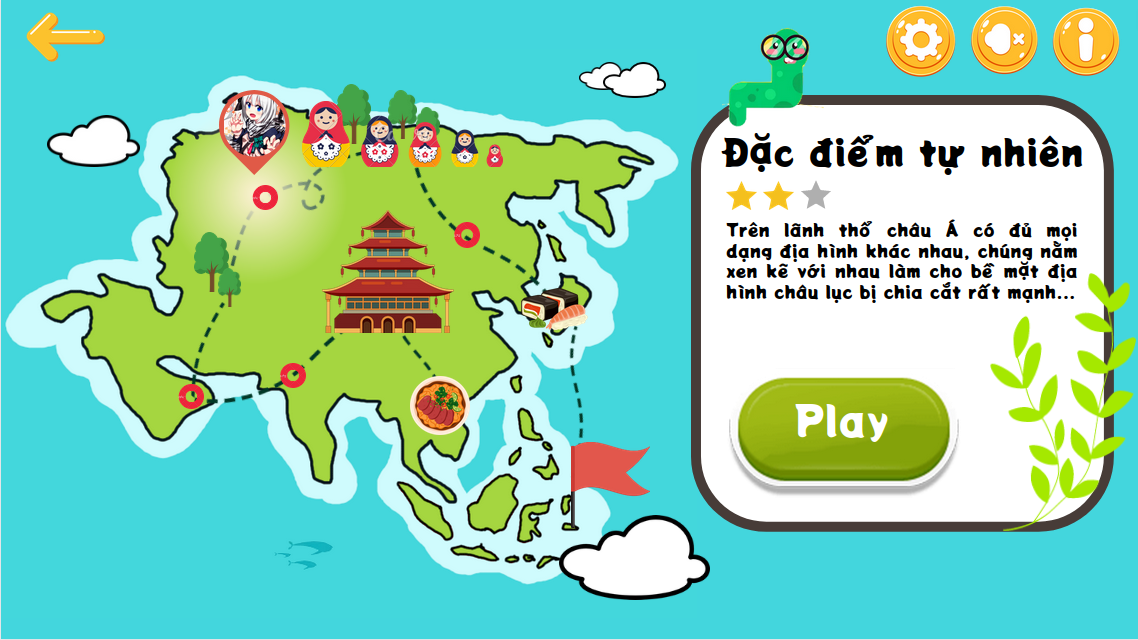 Đặc điểm tự nhiên
Trên lãnh thổ châu Á có đủ mọi
dạng địa hình khác nhau, chúng nằm
xen kẽ với nhau làm cho bề mặt địa
hình châu lục bị chia cắt rất mạnh...
Play